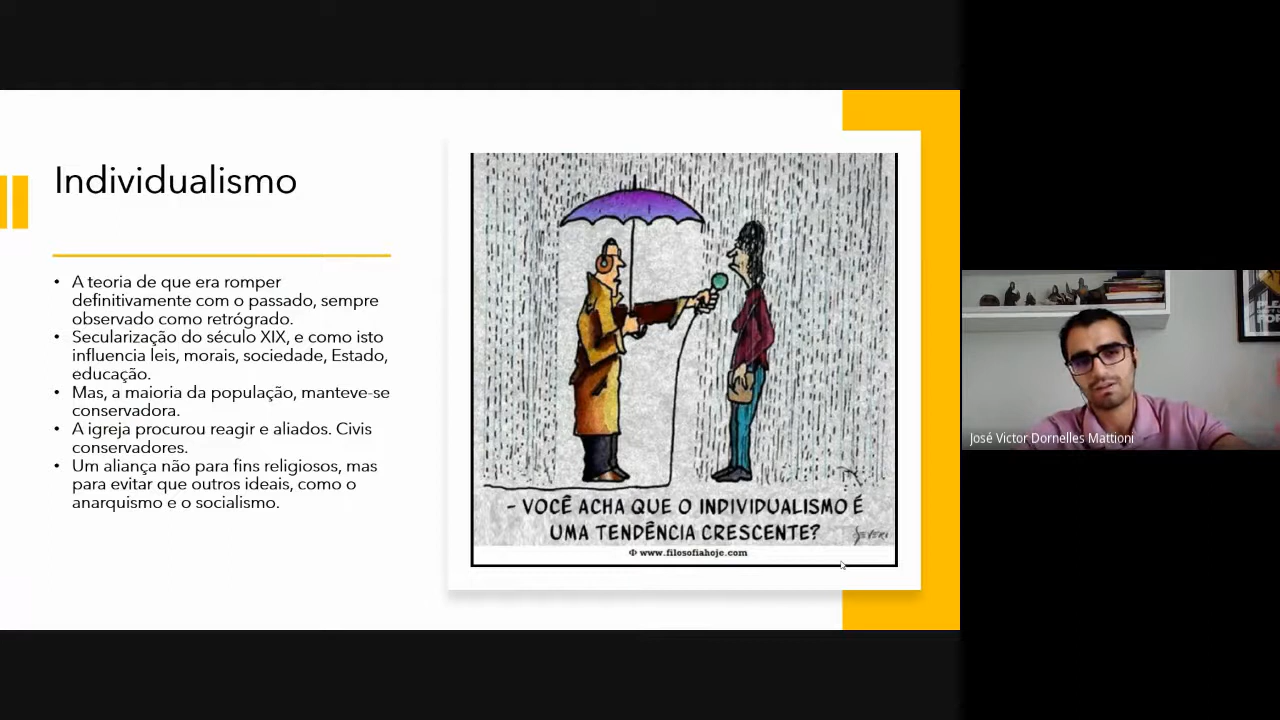 Individualismo
• A teoria de que era romper
definitivamente com o passado, sempre
observado como retrógrado.
• Secularização do século XIX, e como isto
influencia leis, morais, sociedade, Estado,
educação.
• Mas, a maioria da população, manteve-se
conservadora.
• A igreja procurou reagir e aliados. Civis
conservadores.
• Um aliança não para fins religiosos, mas
para evitar que outros ideais, como o
anarquismo e o socialismo.
- VOCÊ ACHA QUE O INDIVIDUALISMO É
UMA TENDÊNCIA CRESCENTE?
Φ www.filosofiahoje.com
José Victor Dornelles Mattioni